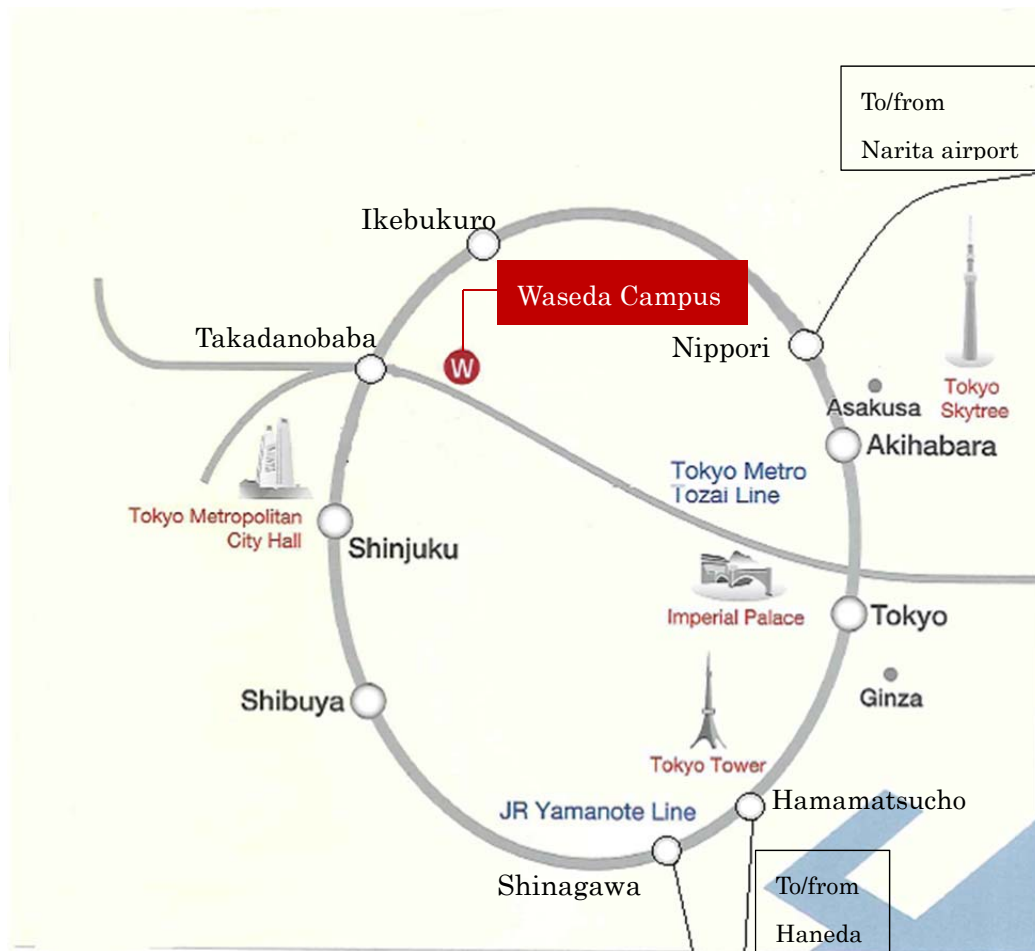 To/from
Narita airport
Ikebukuro
Waseda Campus
Takadanobaba
W
Nippori
Tokyo
Skytree
Asakusa
Akihabara
Tokyo Metro
Tozai Line
Tokyo Metropolitan
City Hall
Shinjuku
Imperial Palace
Tokyo
Shibuya
Ginza
Tokyo Tower
Hamamatsucho
JR Yamanote Line
Shinagawa
To/from
Haneda